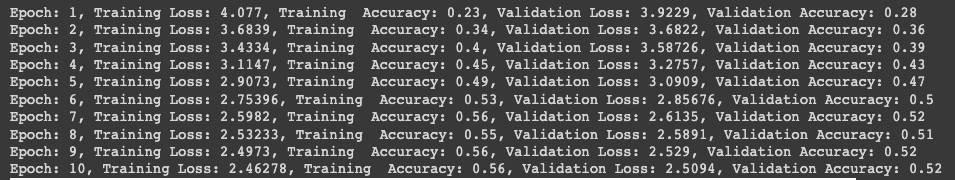 Epoch: 1, Training Loss: 4.077, Training  Accuracy: 0.23, Validation Loss: 3.9229, Validation Accuracy: 0.28
Epoch: 2, Training Loss: 3.6839, Training  Accuracy: 0.34, Validation Loss: 3.6822, Validation Accuracy: 0.36
Epoch: 3, Training Loss: 3.4334, Training  Accuracy: 0.4, Validation Loss: 3.58726, Validation Accuracy: 0.39
Epoch: 4, Training Loss: 3.1147, Training  Accuracy: 0.45, Validation Loss: 3.2757, Validation Accuracy: 0.43
Epoch: 5, Training Loss: 2.9073, Training  Accuracy: 0.49, Validation Loss: 3.0909, Validation Accuracy: 0.47
Epoch: 6, Training Loss: 2.75396, Training  Accuracy: 0.53, Validation Loss: 2.85676, Validation Accuracy: 0.5
Epoch: 7, Training Loss: 2.5982, Training  Accuracy: 0.56, Validation Loss: 2.6135, Validation Accuracy: 0.52
Epoch: 8, Training Loss: 2.53233, Training  Accuracy: 0.55, Validation Loss: 2.5891, Validation Accuracy: 0.51
Epoch: 9, Training Loss: 2.4973, Training  Accuracy: 0.56, Validation Loss: 2.529, Validation Accuracy: 0.52
Epoch: 10, Training Loss: 2.46278, Training  Accuracy: 0.56, Validation Loss: 2.5094, Validation Accuracy: 0.52